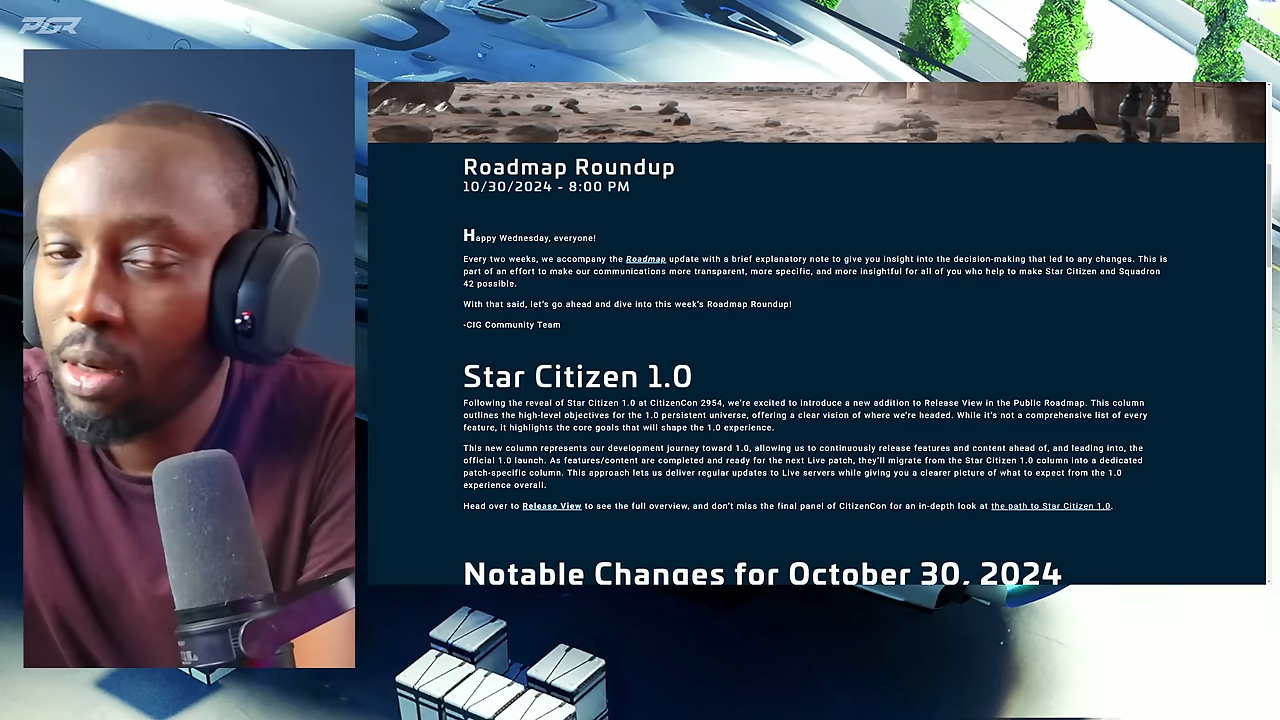 PGR
Roadmap Roundup
10/30/2024 - 8:00 PM
Happy Wednesday, everyone!
Every two weeks, we accompany the Roadmap update with a brief explanatory note to give you insight into the decision-making that led to any changes. This is
part of an effort to make our communications more transparent, more specific, and more insightful for all of you who help to make Star Citizen and Squadron
42 possible.
With that said, let's go ahead and dive into this week's Roadmap Roundup!
-CIG Community Team
Star Citizen 1.0
Following the reveal of Star Citizen 1.0 at CitizenCon 2954, we're excited to introduce a new addition to Release View in the Public Roadmap. This column
outlines the high-level objectives for the 1.0 persistent universe, offering a clear vision of where we're headed. While it's not a comprehensive list of every
feature, it highlights the core goals that will shape the 1.0 experience.
This new column represents our development journey toward 1.0, allowing us to continuously release features and content ahead of, and leading into, the
official 1.0 launch. As features/content are completed and ready for the next Live patch, they'll migrate from the Star Citizen 1.0 column into a dedicated
patch-specific column. This approach lets us deliver regular updates to Live servers while giving you a clearer picture of what to expect from the 1.0
experience overall.
Head over to Release View to see the full overview, and don't miss the final panel of CitizenCon for an in-depth look at the path to Star Citizen 1.0.
Notable Changes for October 30, 2024